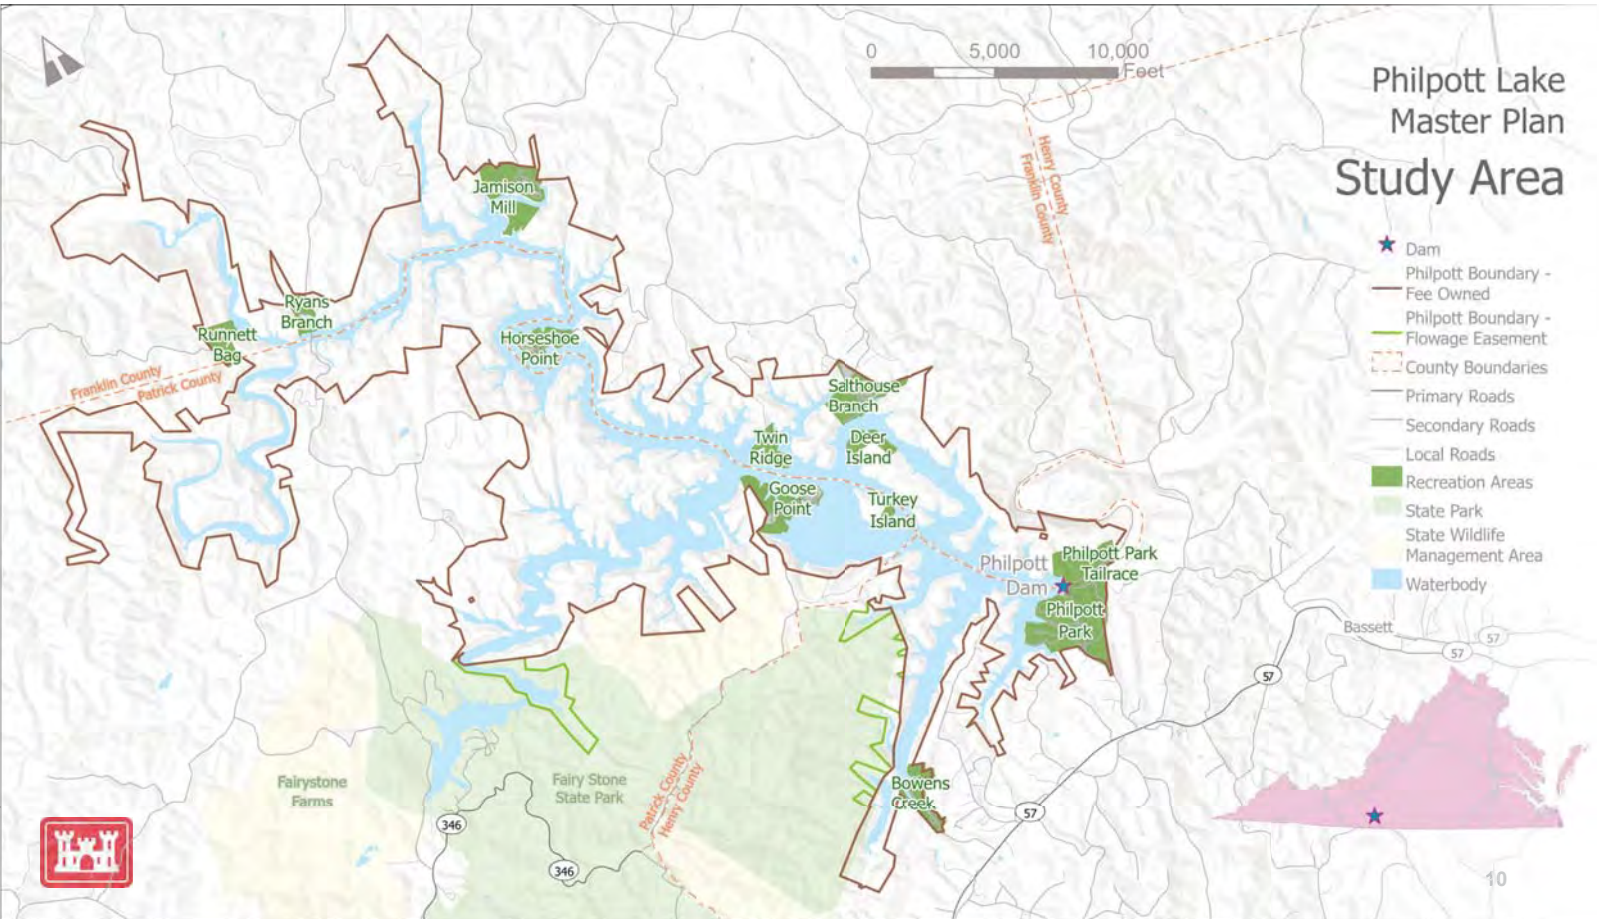 0 5,000 10,000
Feet
Philpott Lake
Master Plan
Study Area
Dam
Philpott Boundary -
Fee Owned
Philpott Boundary -
Flowage Easement
County Boundaries
Primary Roads
Secondary Roads
Local Roads
Recreation Areas
State Park
State Wildlife
Management Area
Waterbody
Henry County
Franklin County
Jamison
Mill
Ryans
Branch
Runnett
Bag
Horseshoe
Point
Franklin County
Patrick County
Salthouse
Branch
Twin
Ridge
Deer
Island
Goose
Point
Turkey
Island
Philpott
Dam
Philpott Park
Tailrace
Philpott
Park
Bassett
57
57
57
57
Fairystone
Farms
Fairy Stone
State Park
Patrick County
Henry County
Bowens
Creek
346
346
10